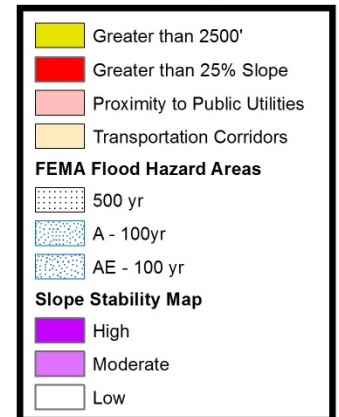 Greater than 2500'
Greater than 25% Slope
Proximity to Public Utilities
Transportation Corridors
FEMA Flood Hazard Areas
500 yr
A - 100yr
AE - 100 yr
Slope Stability Map
High
Moderate
Low